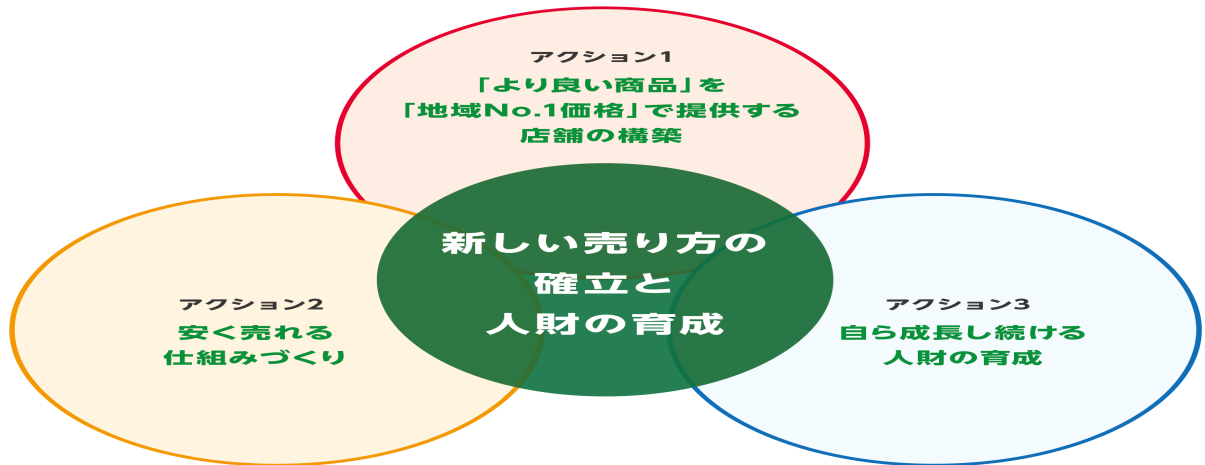 アクション1
「より良い商品」を
「地域No.1価格」で提供する
店舗の構築
新しい売り方の
確立と
人財の育成
アクション2
安く売れる
仕組みづくり
アクション3
自ら成長し続ける
人財の育成